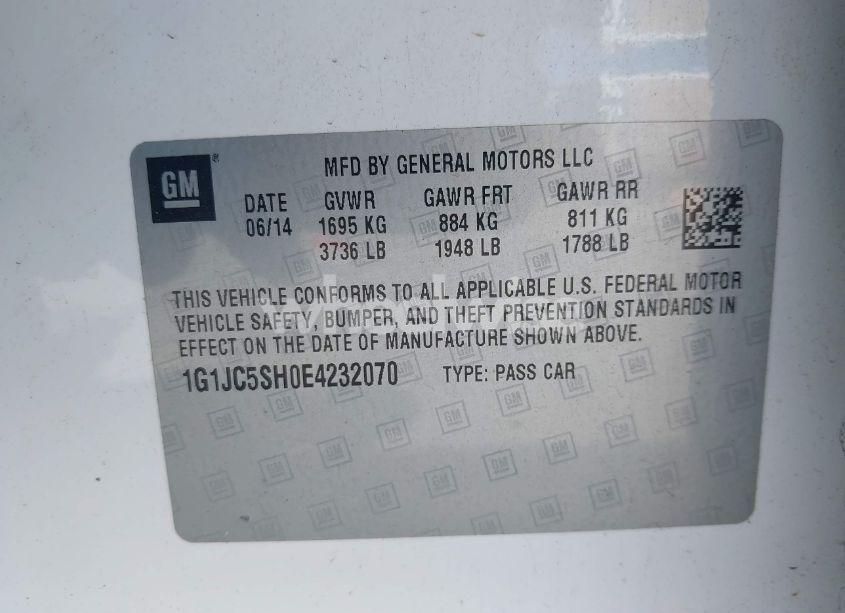 GM
MFD BY GENERAL MOTORS LLC
DATE GVWR GAWR FRT GAWR RR
06/14 1695 KG 884 KG 811 KG
3736 LB 1948 LB 1788 LB
THIS VEHICLE CONFORMS TO ALL APPLICABLE U.S. FEDERAL MOTOR
VEHICLE SAFETY, BUMPER, AND THEFT PREVENTION STANDARDS IN
EFFECT ON THE DATE OF MANUFACTURE SHOWN ABOVE.
1G1JC5SH0E4232070 TYPE: PASS CAR